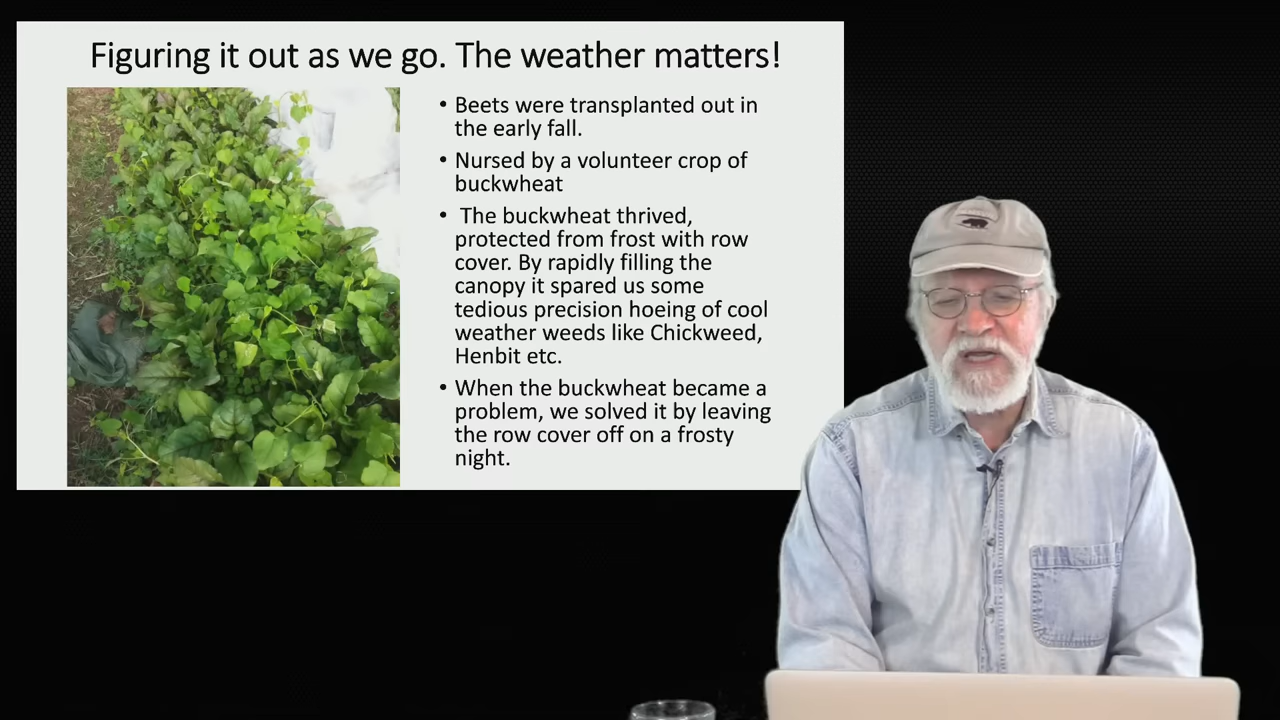 Figuring it out as we go. The weather matters!
• Beets were transplanted out in
the early fall.
• Nursed by a volunteer crop of
buckwheat
• The buckwheat thrived,
protected from frost with row
cover. By rapidly filling the
canopy it spared us some
tedious precision hoeing of cool
weather weeds like Chickweed,
Henbit etc.
• When the buckwheat became a
problem, we solved it by leaving
the row cover off on a frosty
night.